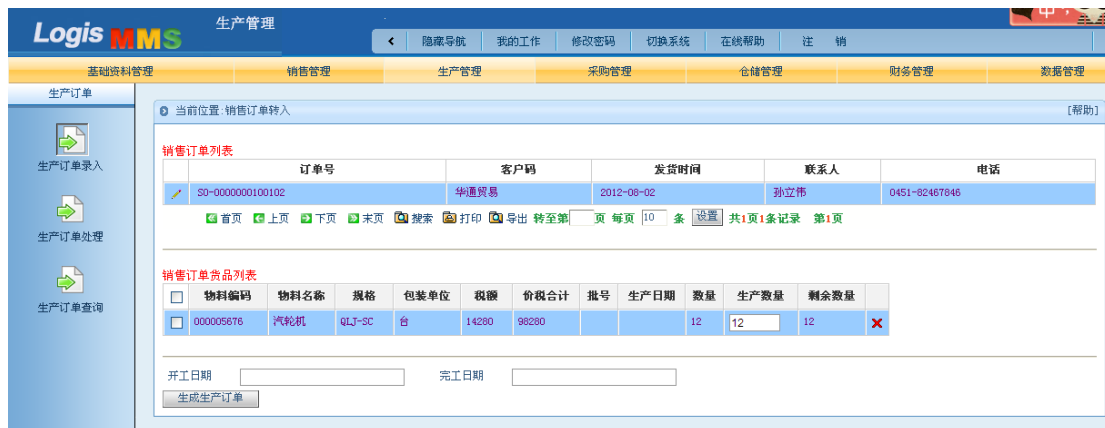 Logis MMS
生产管理
隐藏导航 我的工作 修改密码 切换系统 在线帮助 注 销
基础资料管理 销售管理 生产管理 采购管理 仓储管理 财务管理 数据管理
生产订单
当前位置:销售订单转入 [帮助]
生产订单录入
生产订单处理
生产订单查询
销售订单列表
订单号 客户码 发货时间 联系人 电话
SO-0000000100102 华通贸易 2012-08-02 孙立伟 0451-82467846
首页 上页 下页 末页 搜索 打印 导出 转至第 页 每页 10 条 设置 共1页1条记录 第1页
销售订单货品列表
物料编码 物料名称 规格 包装单位 税额 价税合计 批号 生产日期 数量 生产数量 剩余数量
000005676 汽轮机 QLJ-SC 台 14280 98280 12 12 12
开工日期 完工日期
生成生产订单